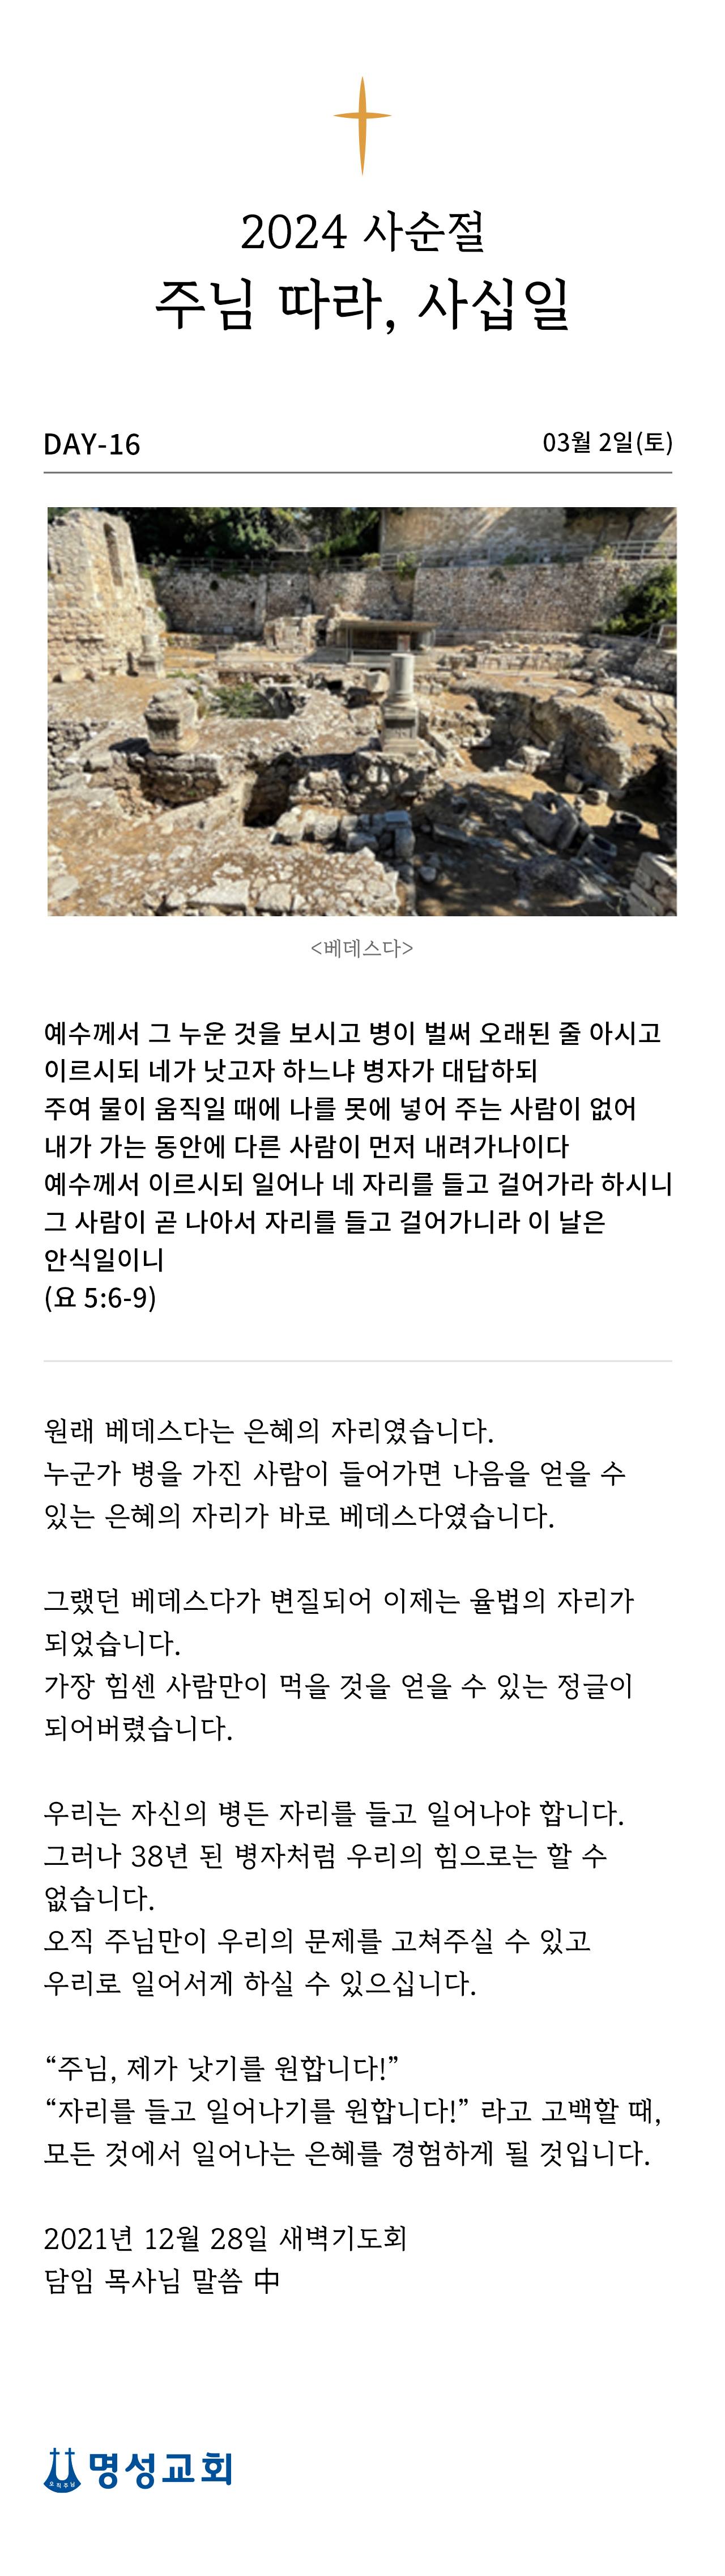 2024 사순절
주님 따라, 사십일
DAY-16
03월 2일(토)
<베데스다>
예수께서 그 누운 것을 보시고 병이 벌써 오래된 줄 아시고
이르시되 네가 낫고자 하느냐 병자가 대답하되
주여 물이 움직일 때에 나를 못에 넣어 주는 사람이 없어
내가 가는 동안에 다른 사람이 먼저 내려가나이다
예수께서 이르시되 일어나 네 자리를 들고 걸어가라 하시니
그 사람이 곧 나아서 자리를 들고 걸어가니라 이 날은
안식일이니
(요 5:6-9)
원래 베데스다는 은혜의 자리였습니다.
누군가 병을 가진 사람이 들어가면 나음을 얻을 수
있는 은혜의 자리가 바로 베데스다였습니다.
그랬던 베데스다가 변질되어 이제는 율법의 자리가
되었습니다.
가장 힘센 사람만이 먹을 것을 얻을 수 있는 정글이
되어버렸습니다.
우리는 자신의 병든 자리를 들고 일어나야 합니다.
그러나 38년 된 병자처럼 우리의 힘으로는 할 수
없습니다.
오직 주님만이 우리의 문제를 고쳐주실 수 있고
우리로 일어서게 하실 수 있으십니다.
“주님, 제가 낫기를 원합니다!”
“자리를 들고 일어나기를 원합니다!” 라고 고백할 때,
모든 것에서 일어나는 은혜를 경험하게 될 것입니다.
2021년 12월 28일 새벽기도회
담임 목사님 말씀 中
오직주님
명성교회